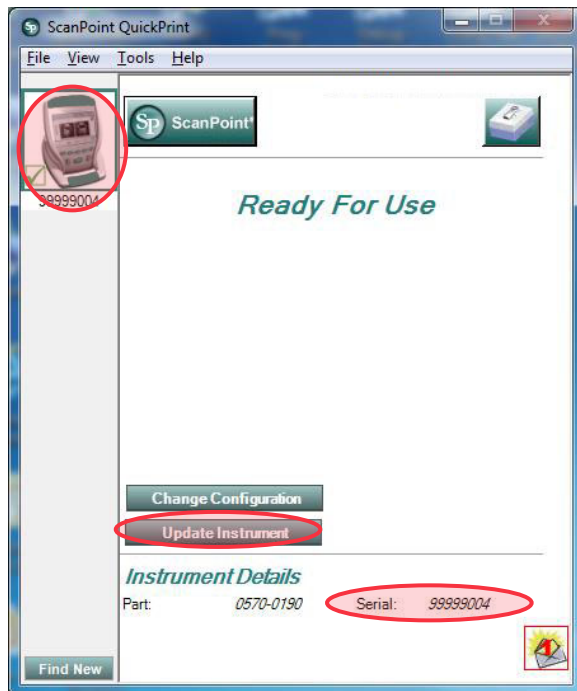 ScanPoint QuickPrint
File View Tools Help
Sp ScanPoint®
99999004
Ready For Use
Change Configuration
Update Instrument
Instrument Details
Part: 0570-0190 Serial: 99999004
Find New